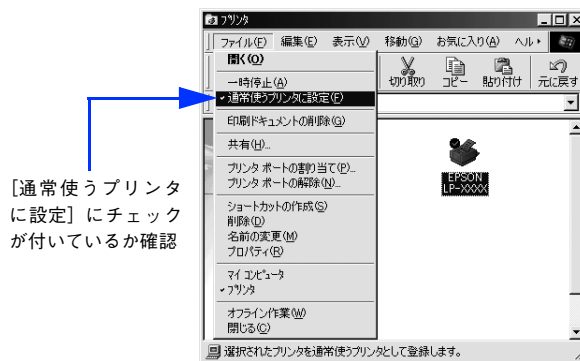 プリンタ
ファイル(F) 編集(E) 表示(V) 移動(G) お気に入り(A) ヘル
切り取り コピー 貼り付け 元に戻す
開く(O)
一時停止(A)
通常使うプリンタに設定(F)
印刷ドキュメントの削除(G)
共有(H)...
プリンタ ポートの割り当て(P)...
プリンタ ポートの解除(N)...
ショートカットの作成(S)
削除(D)
名前の変更(M)
プロパティ(R)
マイ コンピュータ
プリンタ
オフライン作業(W)
閉じる(C)
EPSON
LP-XXXX
選択されたプリンタを通常使うプリンタとして登録します。
[通常使うプリンタ
に設定]にチェック
が付いているか確認